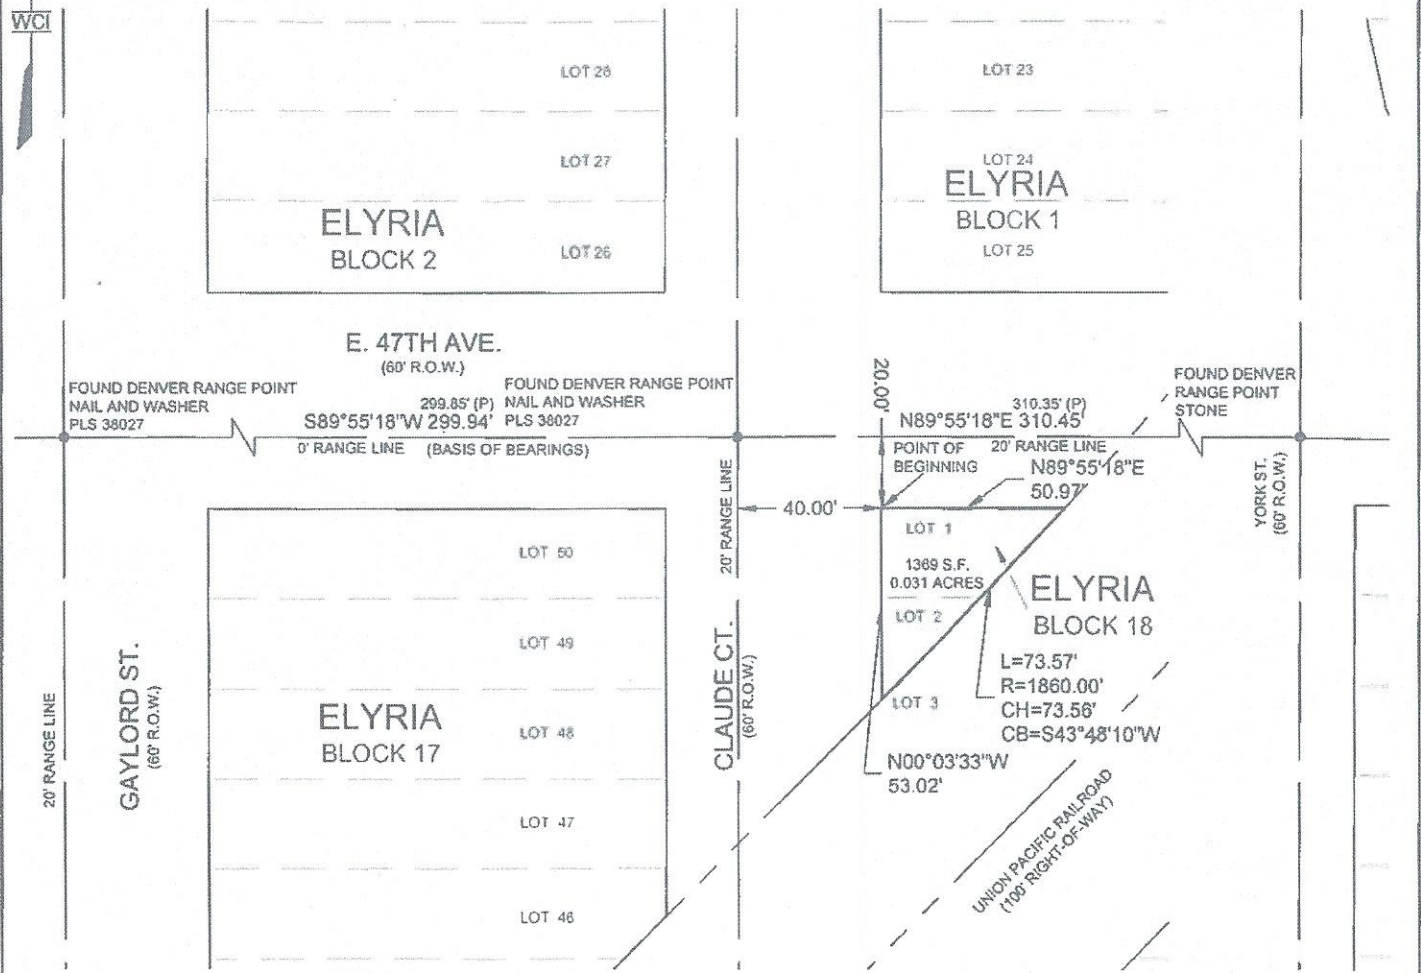 WCI
LOT 28
LOT 27
ELYRIA
BLOCK 2
LOT 26
LOT 23
LOT 24
ELYRIA
BLOCK 1
LOT 25
E. 47TH AVE.
(60' R.O.W.)
FOUND DENVER RANGE POINT
NAIL AND WASHER
PLS 38027
299.85' (P)
S89°55'18"W 299.94'
0' RANGE LINE (BASIS OF BEARINGS)
FOUND DENVER RANGE POINT
NAIL AND WASHER
PLS 38027
20.00'
310.35' (P)
N89°55'18"E 310.45'
20' RANGE LINE
POINT OF
BEGINNING
N89°55'18"E
50.97'
FOUND DENVER
RANGE POINT
STONE
YORK ST.
(60' R.O.W.)
20' RANGE LINE
40.00'
LOT 1
1369 S.F.
0.031 ACRES
LOT 2
LOT 3
ELYRIA
BLOCK 18
L=73.57'
R=1860.00'
CH=73.56'
CB=S43°48'10"W
N00°03'33"W
53.02'
UNION PACIFIC RAILROAD
(100' RIGHT-OF-WAY)
CLAUDE CT.
(60' R.O.W.)
LOT 50
LOT 49
ELYRIA
BLOCK 17
LOT 48
LOT 47
LOT 46
GAYLORD ST.
(60' R.O.W.)
20' RANGE LINE